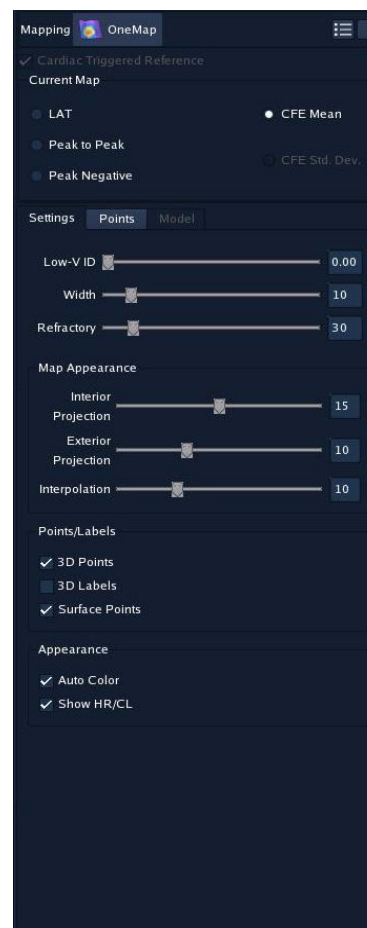 Mapping OneMap
Cardiac Triggered Reference
Current Map
LAT
CFE Mean
Peak to Peak
CFE Std. Dev.
Peak Negative
Settings Points Model
Low-V ID 0.00
Width 10
Refractory 30
Map Appearance
Interior
Projection 15
Exterior
Projection 10
Interpolation 10
Points/Labels
3D Points
3D Labels
Surface Points
Appearance
Auto Color
Show HR/CL